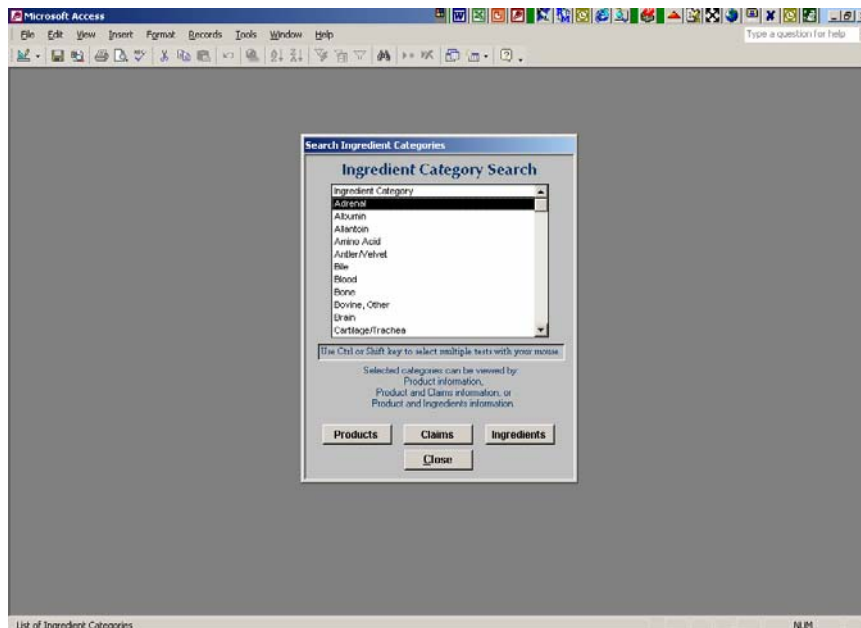 Microsoft Access
File Edit View Insert Format Records Tools Window Help
Type a question for help
Search Ingredient Categories
Ingredient Category Search
Ingredient Category
Adrenal
Albumin
Allantoin
Amino Acid
Antler/Velvet
Bile
Blood
Bone
Bovine, Other
Brain
Cartilage/Trachea
Use Ctrl or Shift key to select multiple tests with your mouse
Selected categories can be viewed by:
Product information,
Product and Claims information, or
Product and Ingredients information.
Products Claims Ingredients
Close
List of Ingredient Categories NUM